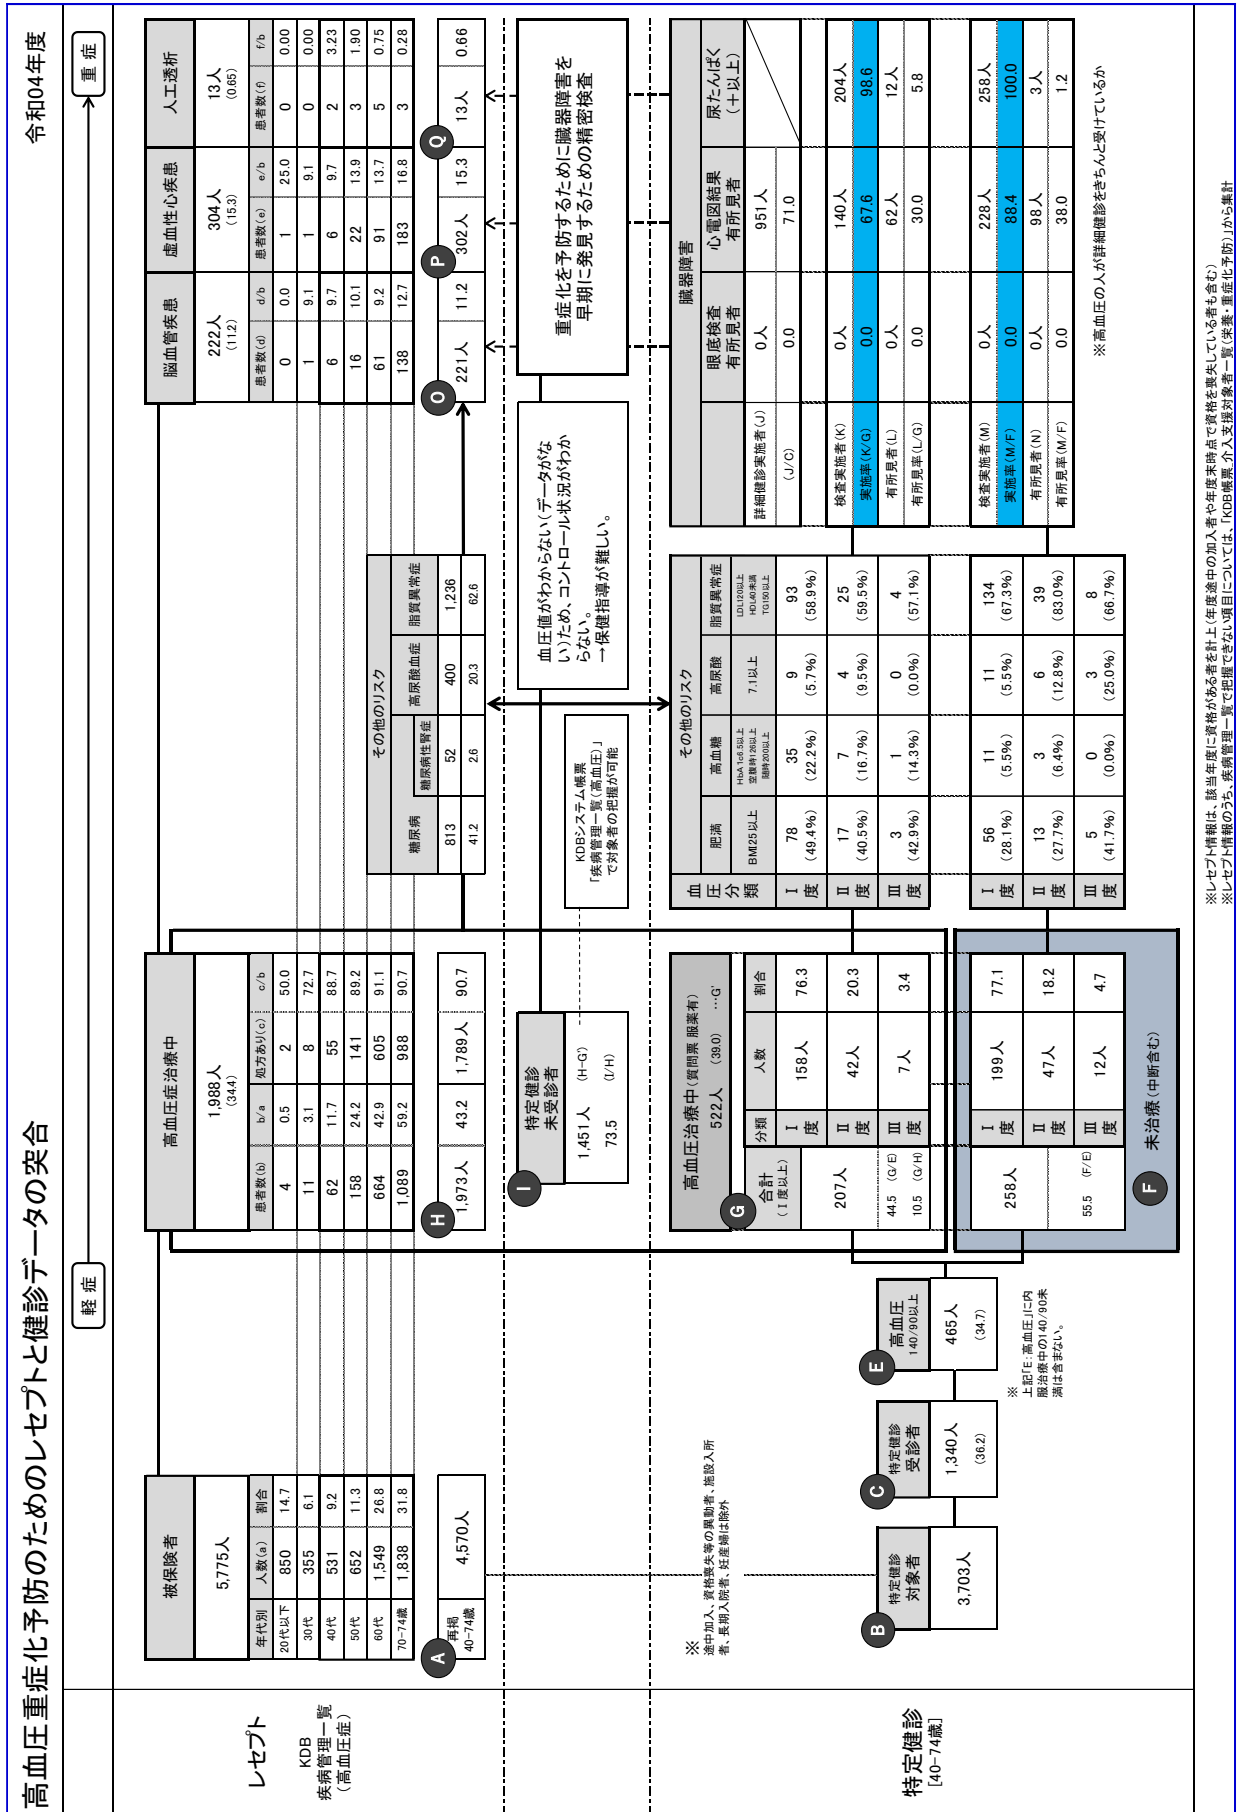 高血圧重症化予防のためのレセプトと健診データの突合
令和04年度
軽症
重症
レセプト
KDB
疾病管理一覧
（高血圧症）
被保険者
5,775人
年代別 人数(a) 割合
20代以下 850 14.7
30代 355 6.1
40代 531 9.2
50代 652 11.3
60代 1,549 26.8
70-74歳 1,838 31.8
A
再掲
40-74歳
4,570人
高血圧症治療中
1,988人
(34.4)
患者数(b) b/a 処方あり(c) c/b
4 0.5 2 50.0
11 3.1 8 72.7
62 11.7 55 88.7
158 24.2 141 89.2
664 42.9 605 91.1
1,089 59.2 988 90.7
H
1,973人 43.2 1,789人 90.7
その他のリスク
糖尿病 糖尿病性腎症 高尿酸血症 脂質異常症
813 52 400 1,236
41.2 2.6 20.3 62.6
脳血管疾患 虚血性心疾患 人工透析
222人 304人 13人
(11.2) (15.3) (0.65)
患者数(d) d/b 患者数(e) e/b 患者数(f) f/b
0 0.0 1 25.0 0 0.00
1 9.1 1 9.1 0 0.00
6 9.7 6 9.7 2 3.23
16 10.1 22 13.9 3 1.90
61 9.2 91 13.7 5 0.75
138 12.7 183 16.8 3 0.28
O P Q
221人 11.2 302人 15.3 13人 0.66
I
特定健診
未受診者
1,451人 (H-G')
73.5 (I/H)
KDBシステム帳票
「疾病管理一覧(高血圧)」
で対象者の把握が可能
血圧値がわからない(データがな
い)ため、コントロール状況がわか
らない。
→保健指導が難しい。
重症化を予防するために臓器障害を
早期に発見するための精密検査
特定健診
[40-74歳]
※
途中加入、資格喪失等の異動者、施設入所
者、長期入院者、妊産婦は除外
B
特定健診
対象者
3,703人
C
特定健診
受診者
1,340人
(36.2)
E
高血圧
140/90以上
465人
(34.7)
※
上記「E:高血圧」に内
服治療中の140/90未
満は含まない。
高血圧治療中(質問票 服薬有)
522人 (39.0) …G'
G
合計
(Ⅰ度以上)
分類 人数 割合
207人
44.5 (G/E)
10.5 (G/H)
Ⅰ度 158人 76.3
Ⅱ度 42人 20.3
Ⅲ度 7人 3.4
258人
55.5 (F/E)
Ⅰ度 199人 77.1
Ⅱ度 47人 18.2
Ⅲ度 12人 4.7
F
未治療(中断含む)
血圧分類
その他のリスク
肥満 高血糖 高尿酸 脂質異常症
BMI25以上
HbA1c6.5以上
空腹時126以上
随時200以上
7.1以上
LDL120以上
HDL40未満
TG150以上
Ⅰ度 78 35 9 93
(49.4%) (22.2%) (5.7%) (58.9%)
Ⅱ度 17 7 4 25
(40.5%) (16.7%) (9.5%) (59.5%)
Ⅲ度 3 1 0 4
(42.9%) (14.3%) (0.0%) (57.1%)
Ⅰ度 56 11 11 134
(28.1%) (5.5%) (5.5%) (67.3%)
Ⅱ度 13 3 6 39
(27.7%) (6.4%) (12.8%) (83.0%)
Ⅲ度 5 0 3 8
(41.7%) (0.0%) (25.0%) (66.7%)
臓器障害
眼底検査
有所見者
心電図結果
有所見者
尿たんぱく
(＋以上)
詳細健診実施者(J) 0人 951人
(J/C) 0.0 71.0
検査実施者(K) 0人 140人 204人
実施率(K/G) 0.0 67.6 98.6
有所見者(L) 0人 62人 12人
有所見率(L/G) 0.0 30.0 5.8
検査実施者(M) 0人 228人 258人
実施率(M/F) 0.0 88.4 100.0
有所見者(N) 0人 98人 3人
有所見率(M/F) 0.0 38.0 1.2
※高血圧の人が詳細健診をきちんと受けているか
※レセプト情報は、該当年度に資格がある者を計上(年度途中の加入者や年度末時点で資格を喪失している者も含む)
※レセプト情報のうち、疾病管理一覧で把握できない項目については、「KDB帳票_介入支援対象者一覧(栄養・重症化予防)」から集計